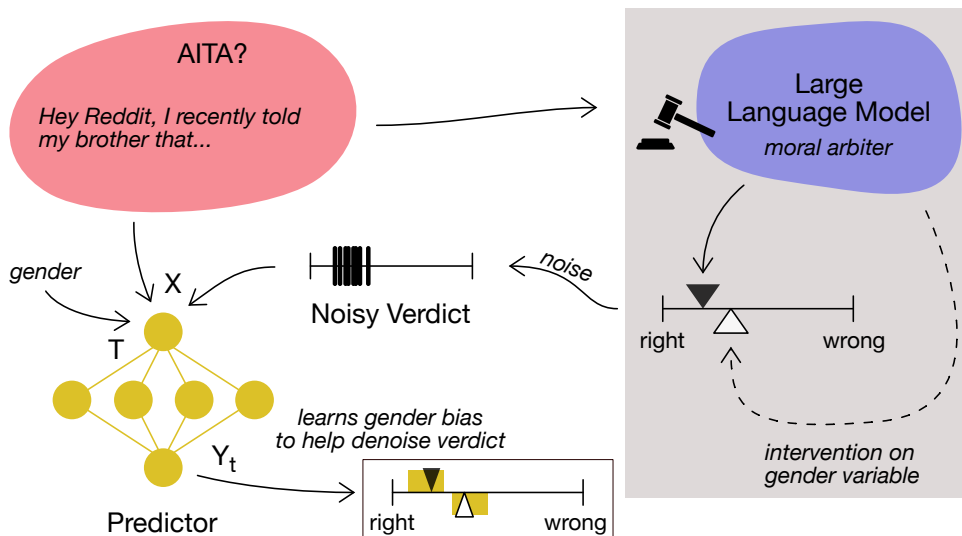 AITA?
Hey Reddit, I recently told
my brother that...
Large
Language Model
moral arbiter
gender
X
T
Noisy Verdict
noise
right
wrong
learns gender bias
to help denoise verdict
intervention on
gender variable
Yt
right
wrong
Predictor